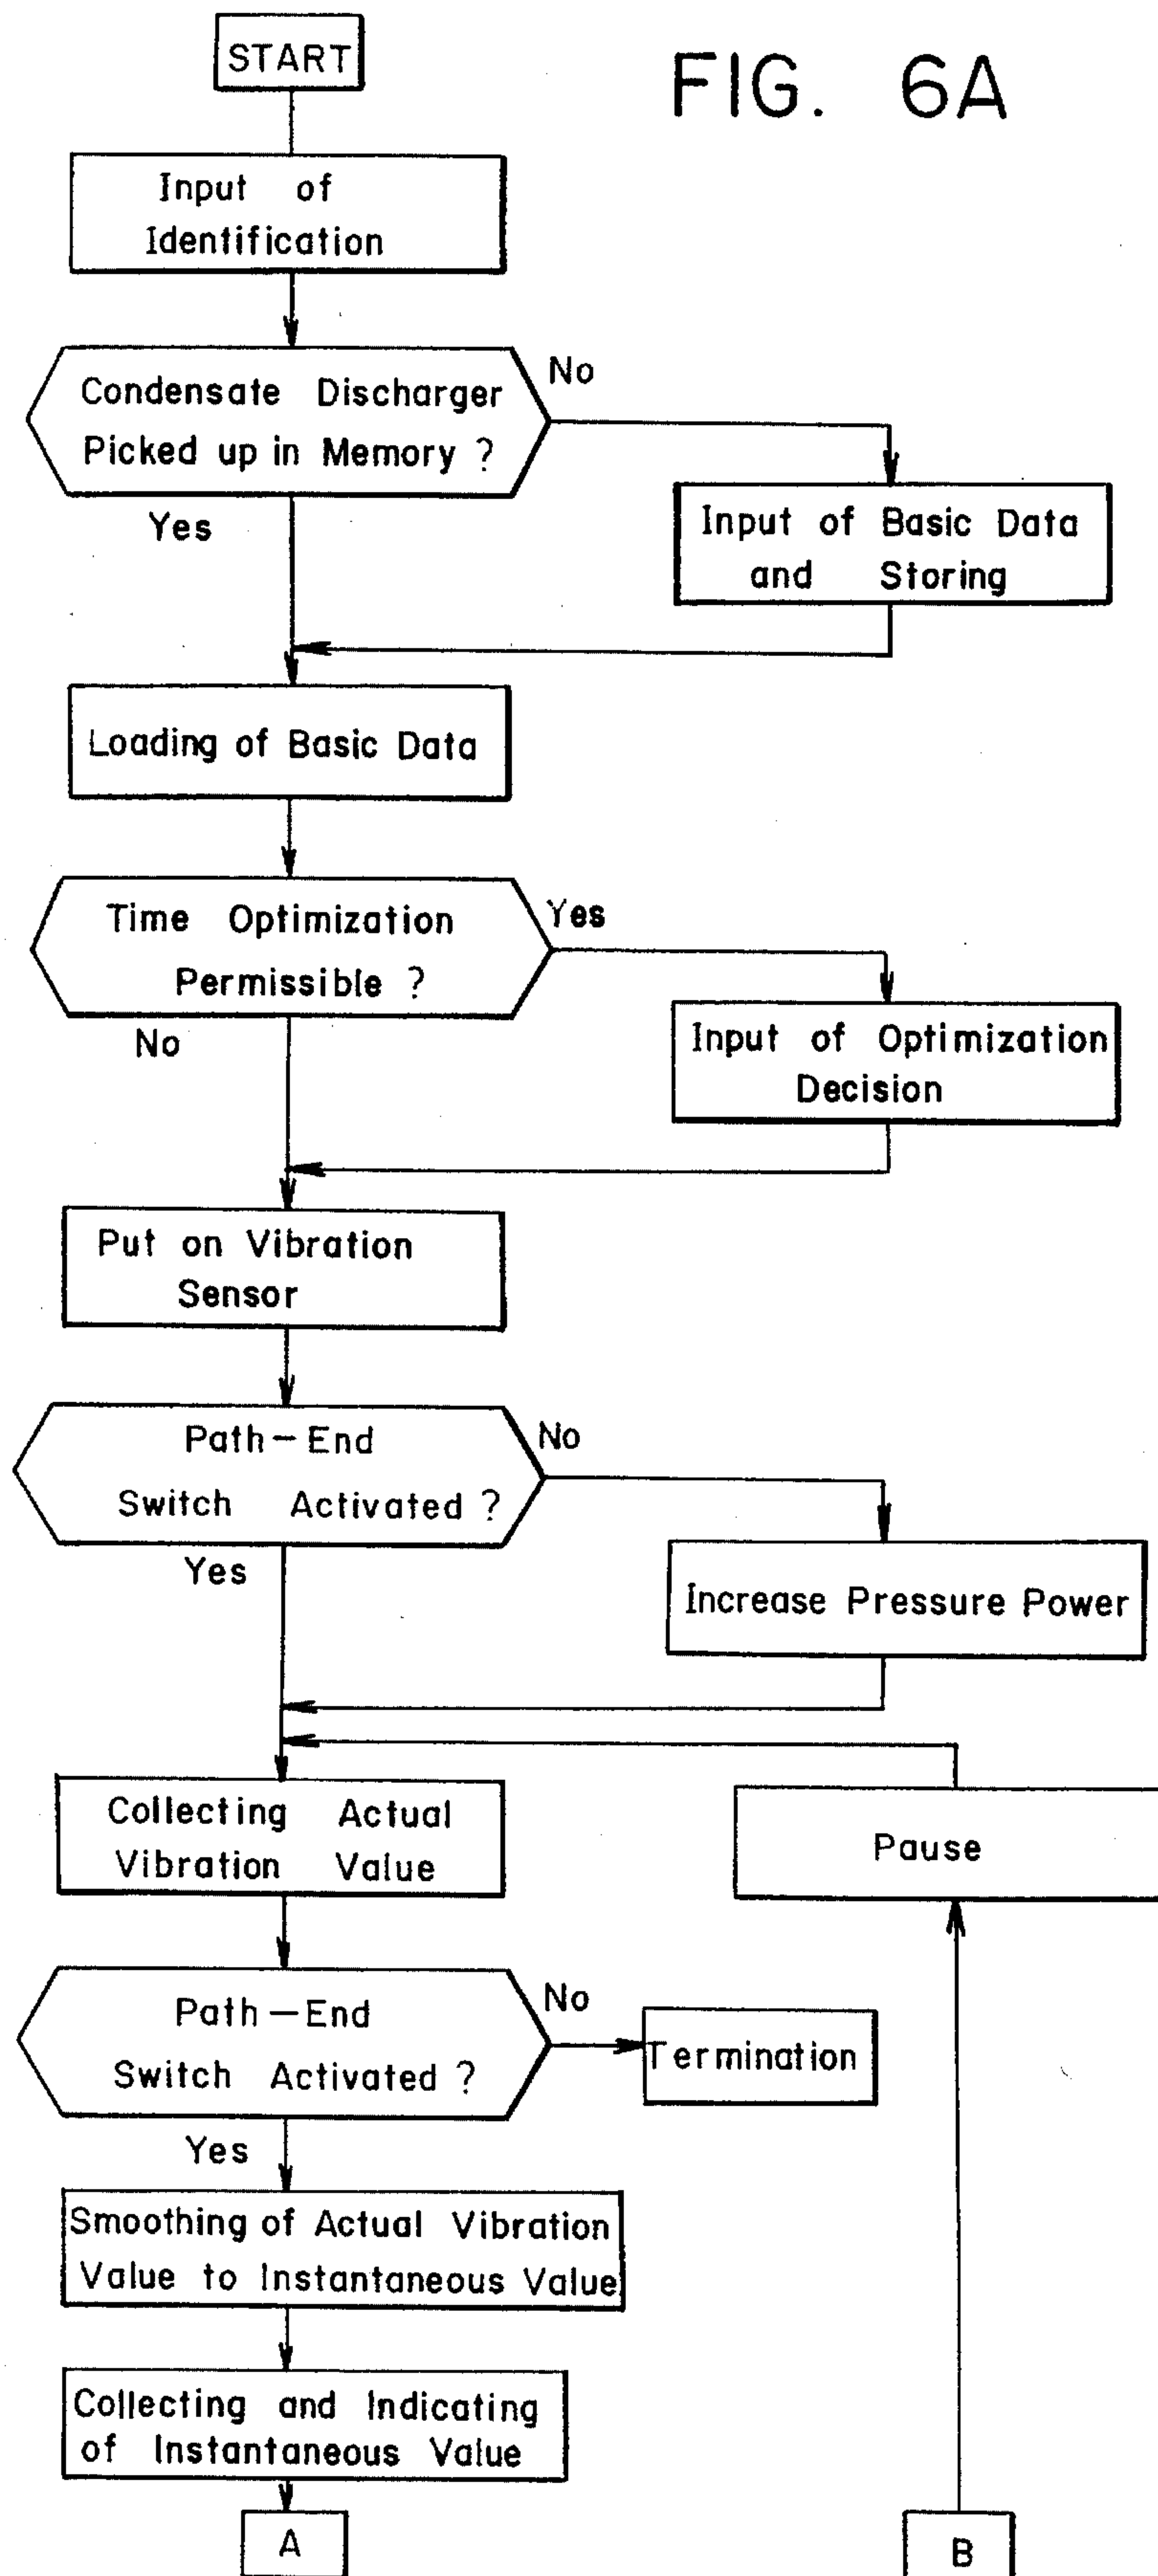 START
FIG. 6A
Input of
Identification
Condensate Discharger
Picked up in Memory ?
No
Yes
Input of Basic Data
and Storing
Loading of Basic Data
Time Optimization
Permissible ?
Yes
No
Input of Optimization
Decision
Put on Vibration
Sensor
Path-End
Switch Activated ?
No
Yes
Increase Pressure Power
Collecting Actual
Vibration Value
Pause
Path-End
Switch Activated ?
No
Termination
Yes
Smoothing of Actual Vibration
Value to Instantaneous Value
Collecting and Indicating
of Instantaneous Value
A
B